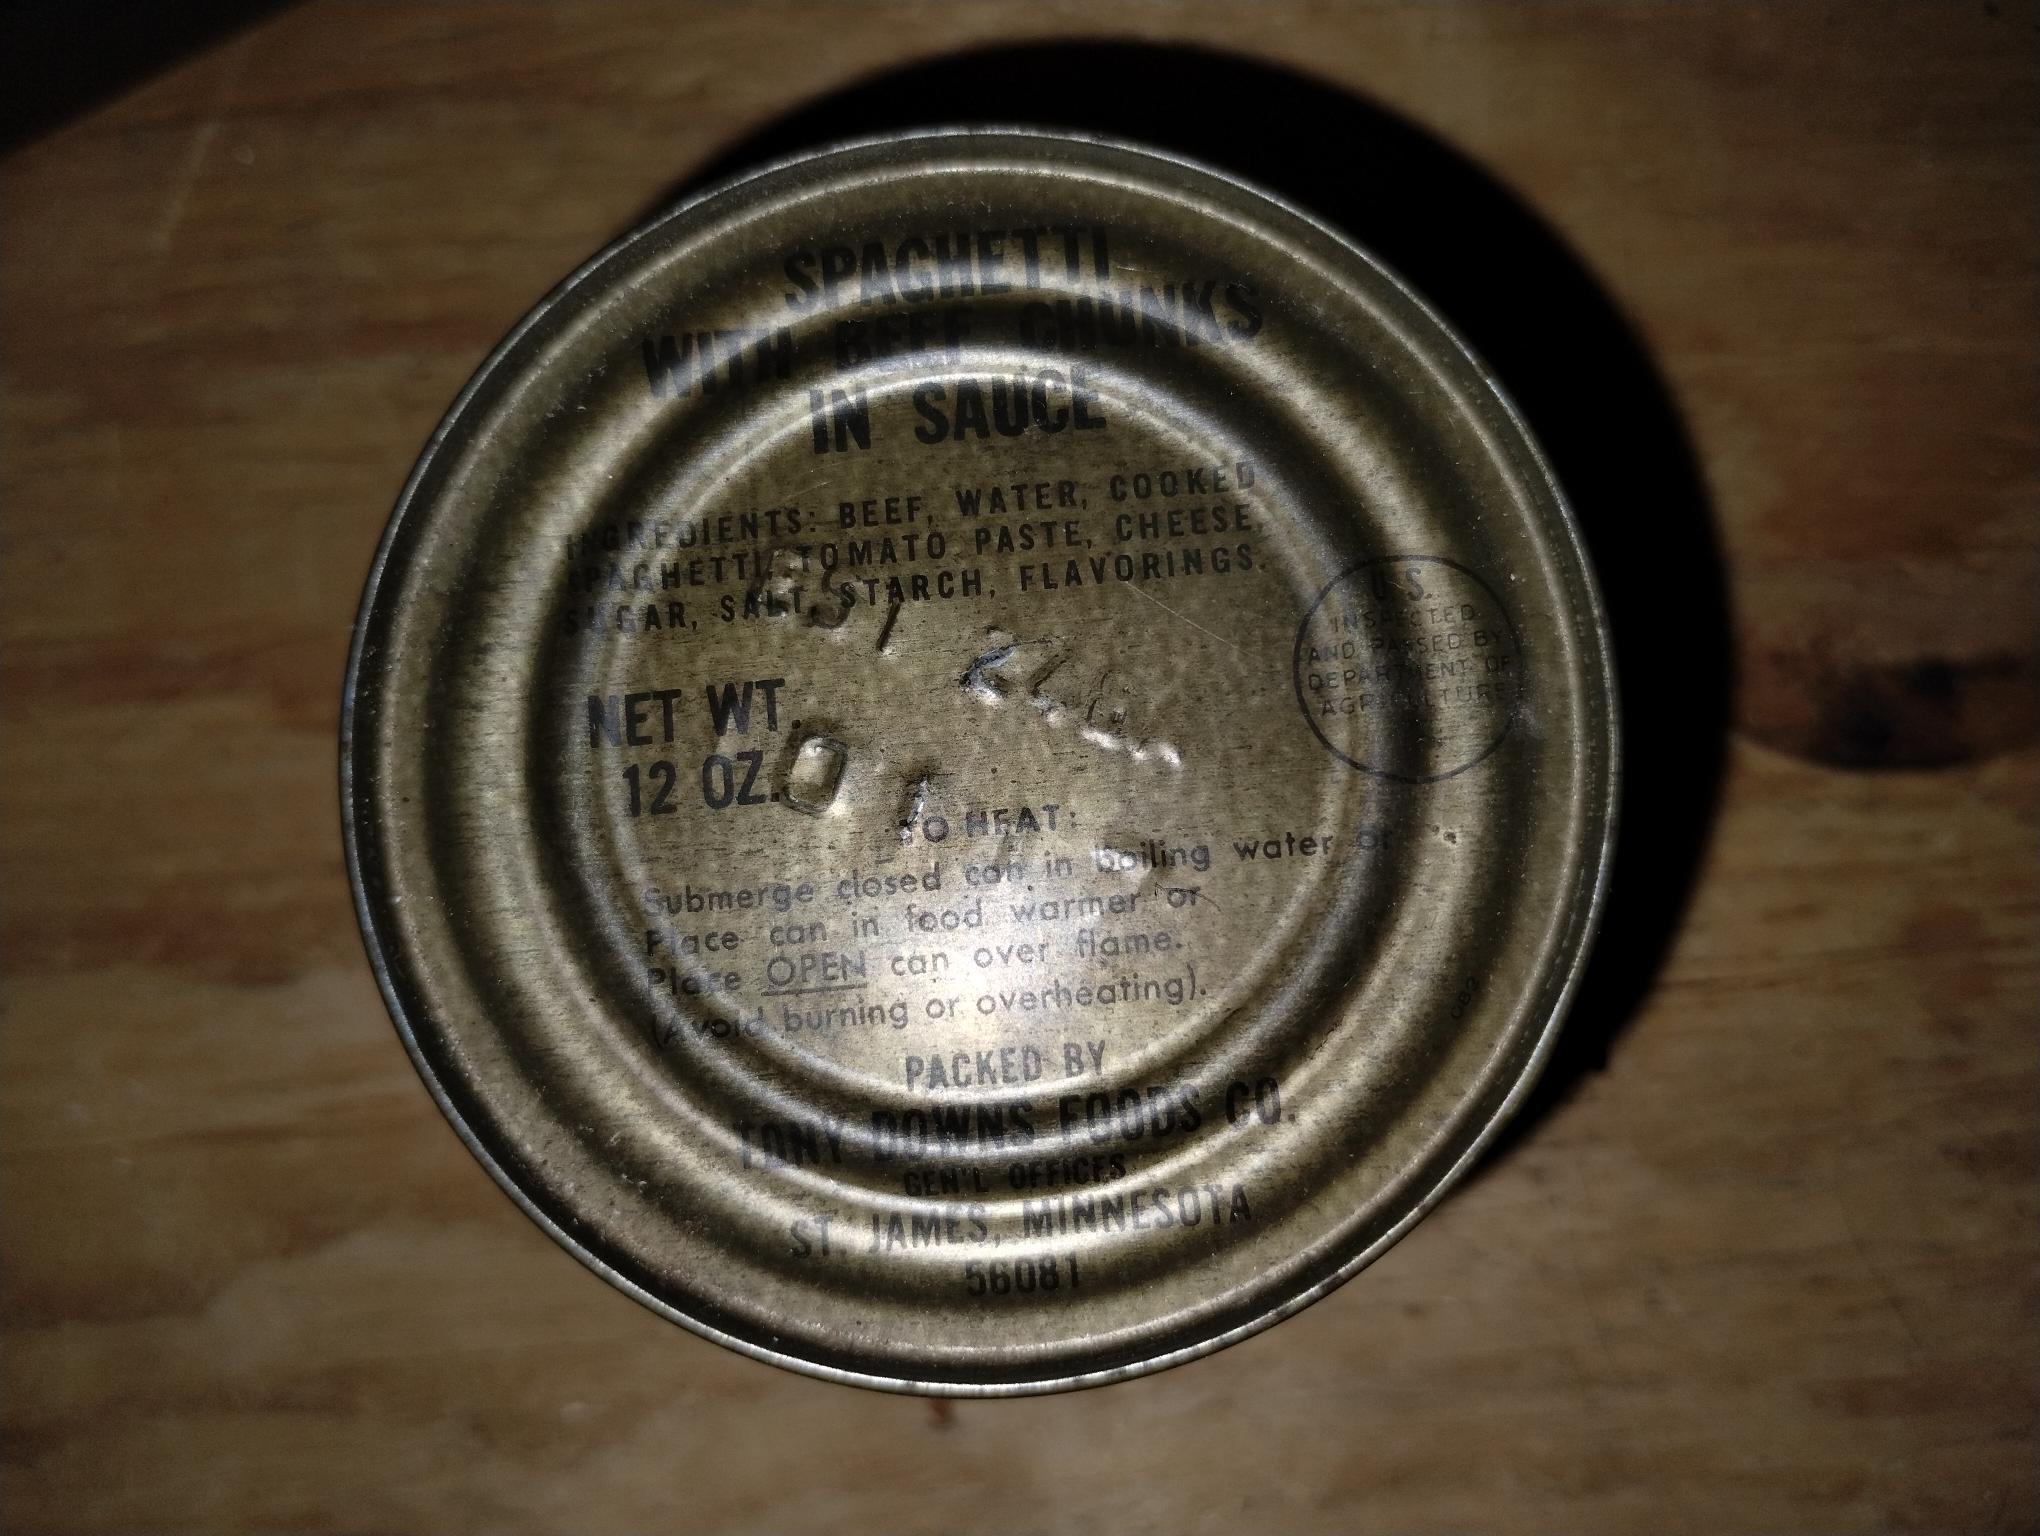 SPAGHETTI
WITH BEEF CHUNKS
IN SAUCE
INGREDIENTS: BEEF, WATER, COOKED
SPAGHETTI, TOMATO PASTE, CHEESE,
SUGAR, SALT, STARCH, FLAVORINGS.
U.S.
INSPECTED
AND PASSED BY
DEPARTMENT OF
AGRICULTURE
NET WT.
12 OZ.
TO HEAT:
Submerge closed can in boiling water or
Place can in food warmer or
Place OPEN can over flame.
(Avoid burning or overheating).
PACKED BY
TONY DOWNS FOODS CO.
GEN'L OFFICES
ST. JAMES, MINNESOTA
56081